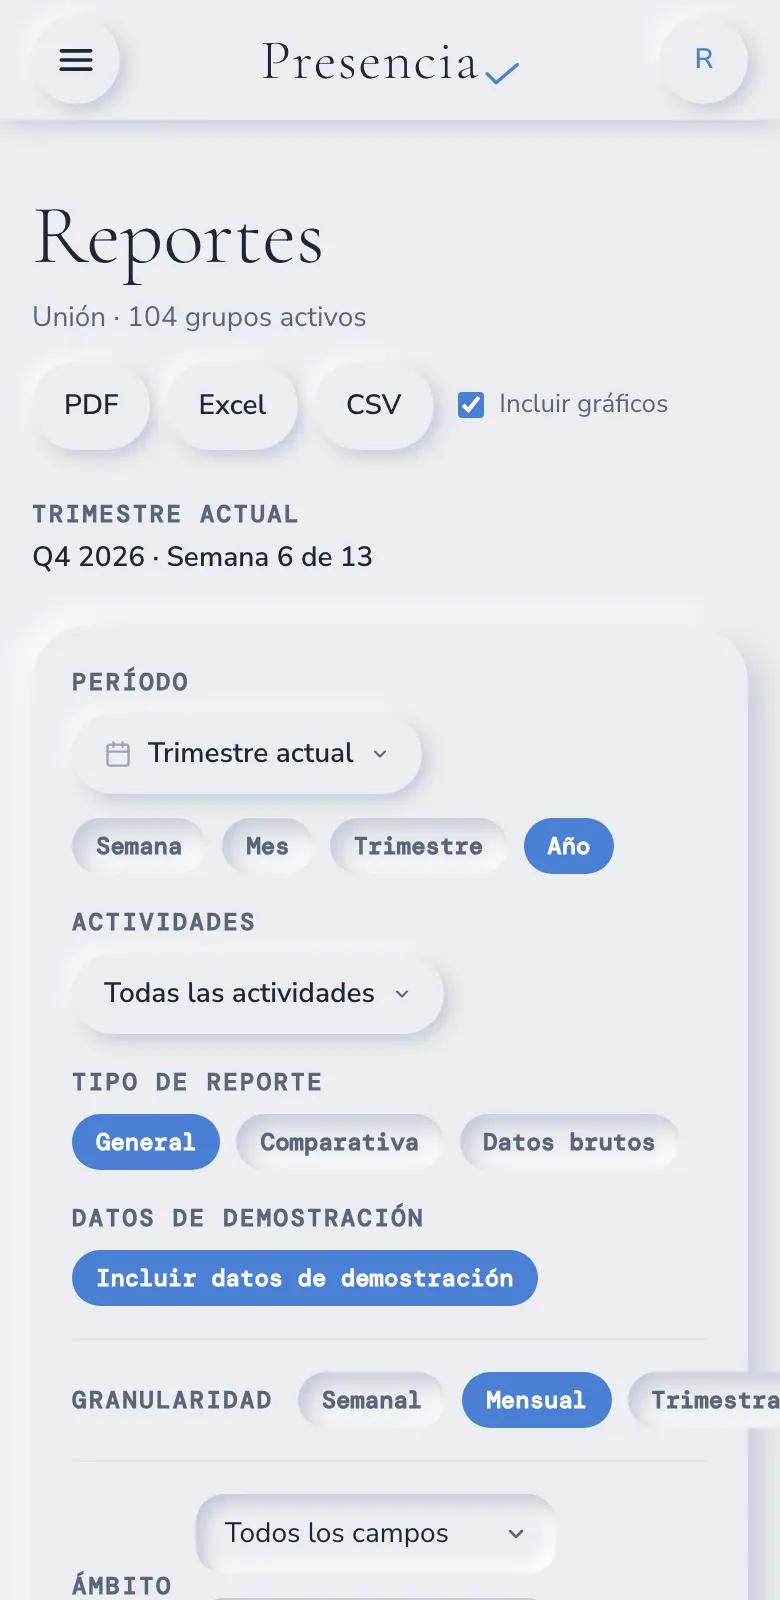 Presencia
R
Reportes
Unión · 104 grupos activos
PDF Excel CSV Incluir gráficos
TRIMESTRE ACTUAL
Q4 2026 · Semana 6 de 13
PERÍODO
Trimestre actual
Semana Mes Trimestre Año
ACTIVIDADES
Todas las actividades
TIPO DE REPORTE
General Comparativa Datos brutos
DATOS DE DEMOSTRACIÓN
Incluir datos de demostración
GRANULARIDAD Semanal Mensual Trimestra
Todos los campos
ÁMBITO